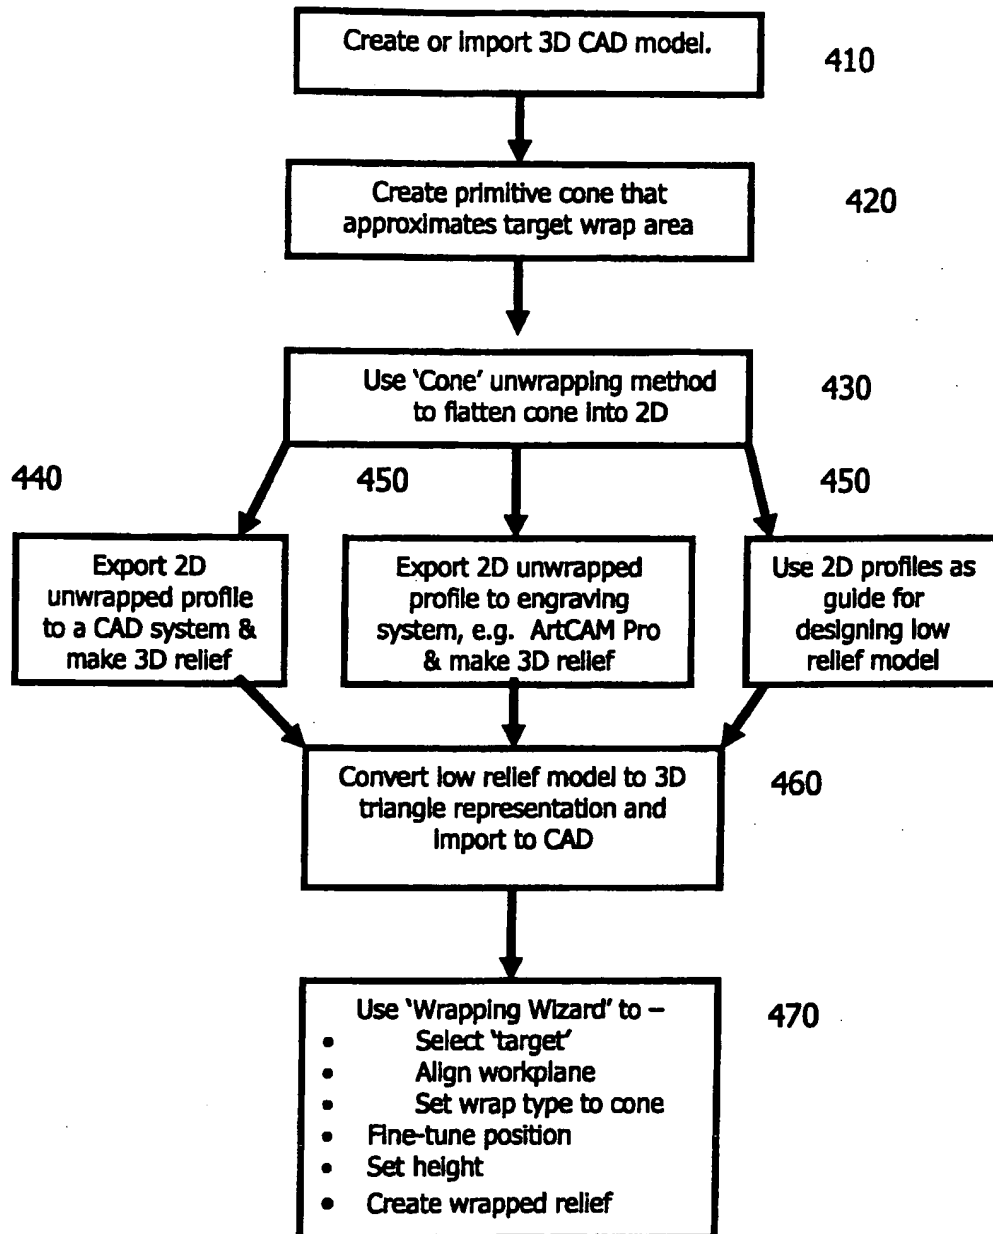 Create or import 3D CAD model.
410
Create primitive cone that
approximates target wrap area
420
Use 'Cone' unwrapping method
to flatten cone into 2D
430
440
450
450
Export 2D
unwrapped profile
to a CAD system &
make 3D relief
Export 2D unwrapped
profile to engraving
system, e.g. ArtCAM Pro
& make 3D relief
Use 2D profiles as
guide for
designing low
relief model
Convert low relief model to 3D
triangle representation and
import to CAD
460
Use 'Wrapping Wizard' to –
• Select 'target'
• Align workplane
• Set wrap type to cone
• Fine-tune position
• Set height
• Create wrapped relief
470